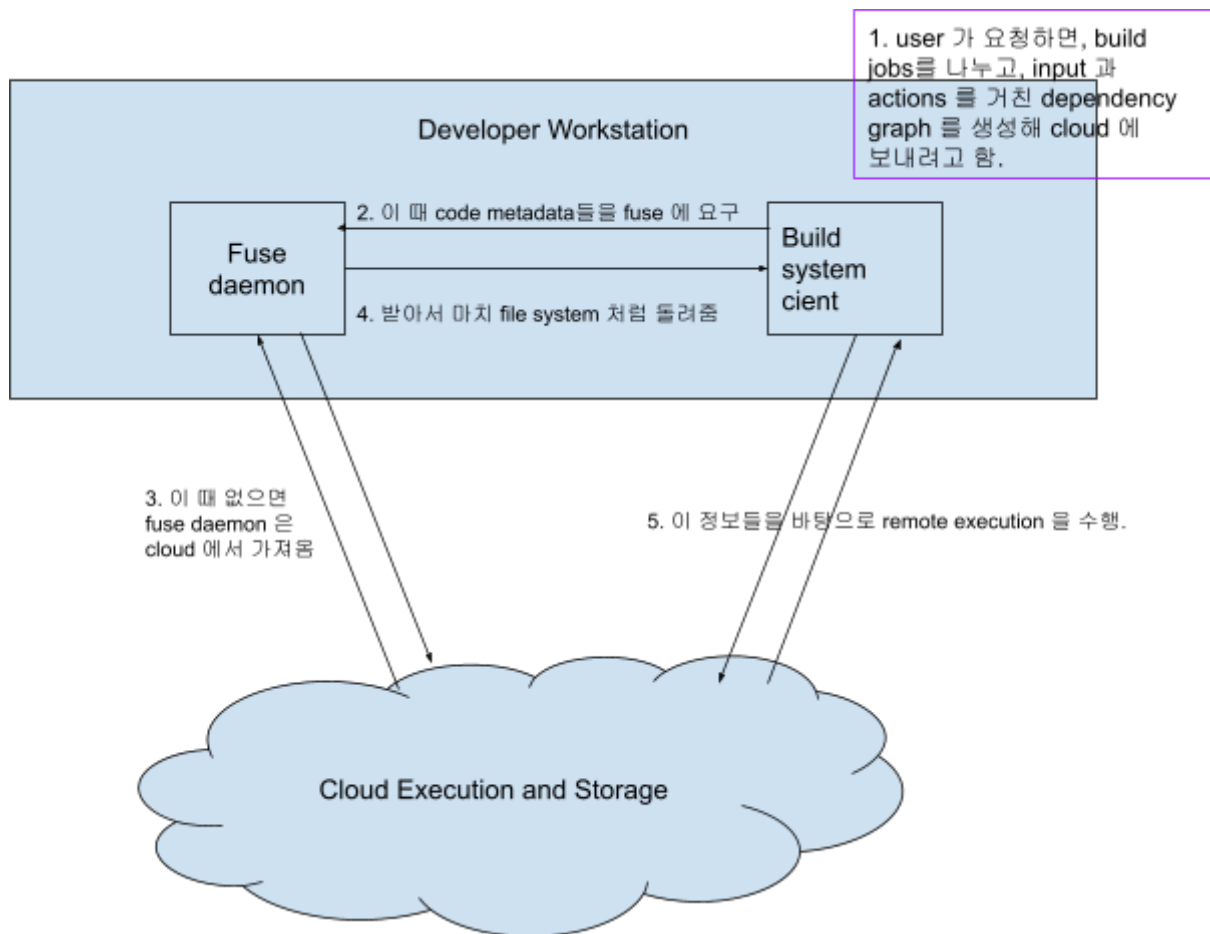 1. user 가 요청하면, build
jobs를 나누고, input 과
actions 를 거친 dependency
graph 를 생성해 cloud 에
보내려고 함.
Developer Workstation
2. 이 때 code metadata들을 fuse 에 요구
Fuse
daemon
Build
system
cient
4. 받아서 마치 file system 처럼 돌려줌
3. 이 때 없으면
fuse daemon 은
cloud 에서 가져옴
5. 이 정보들을 바탕으로 remote execution 을 수행.
Cloud Execution and Storage